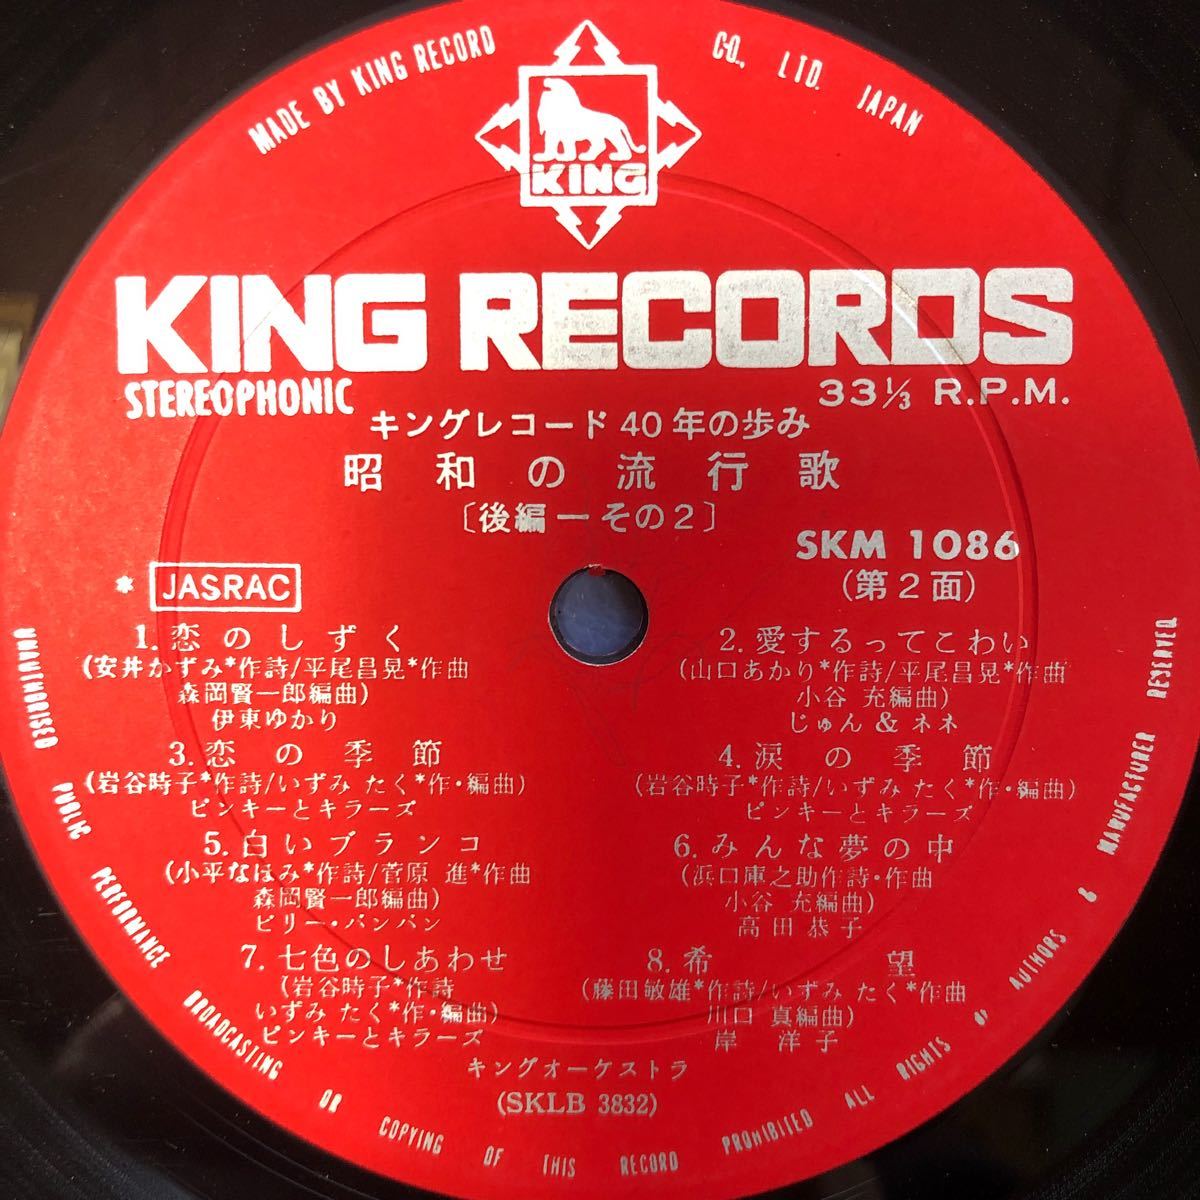 MADE BY KING RECORD CO., LTD. JAPAN
KING
KING RECORDS
STEREOPHONIC
33⅓ R.P.M.
キングレコード 40 年の歩み
昭和の流行歌
〔後編ーその2〕
SKM 1086
(第2面)
* JASRAC
1. 恋のしずく
(安井かずみ*作詩/平尾昌晃*作曲
森岡賢一郎編曲)
伊東ゆかり
2. 愛するってこわい
(山口あかり*作詩/平尾昌晃*作曲
小谷 充編曲)
じゅん & ネネ
3. 恋の季節
(岩谷時子*作詩/いずみ たく*作・編曲)
ピンキーとキラーズ
4. 涙の季節
(岩谷時子*作詩/いずみ たく*作・編曲)
ピンキーとキラーズ
5. 白いブランコ
(小平なほみ*作詩/菅原 進*作曲
森岡賢一郎編曲)
ビリー・バンバン
6. みんな夢の中
(浜口庫之助作詩・作曲
小谷 充編曲)
高田恭子
7. 七色のしあわせ
(岩谷時子*作詩
いずみ たく*作・編曲)
ピンキーとキラーズ
8. 希望
(藤田敏雄*作詩/いずみ たく*作曲
川口 真編曲)
岸 洋子
キングオーケストラ
(SKLB 3832)
UNAUTHORISED PUBLIC PERFORMANCE BROADCASTING OR COPYING OF THIS RECORD PROHIBITED ALL RIGHTS OF AUTHORS & MANUFACTURER RESERVED